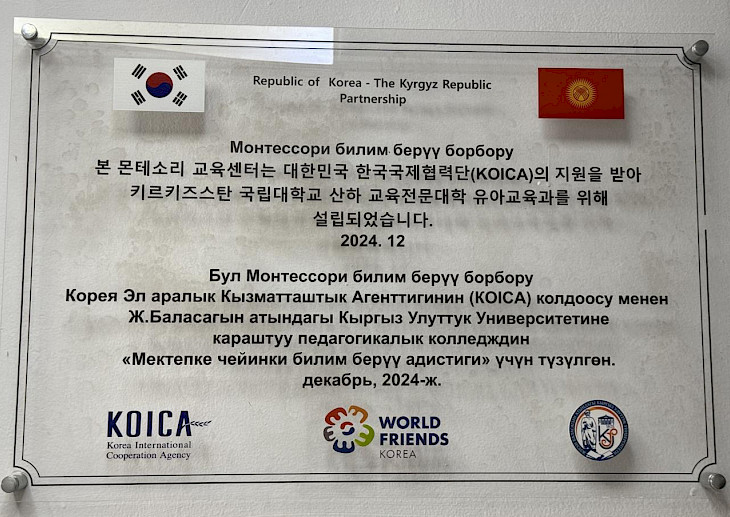 Republic of Korea - The Kyrgyz Republic
Partnership
Монтессори билим берүү борбору
본 몬테소리 교육센터는 대한민국 한국국제협력단(KOICA)의 지원을 받아
키르키즈스탄 국립대학교 산하 교육전문대학 유아교육과를 위해
설립되었습니다.
2024. 12
Бул Монтессори билим берүү борбору
Корея Эл аралык Кызматташтык Агенттигинин (KOICA) колдоосу менен
Ж.Баласагын атындагы Кыргыз Улуттук Университетине
караштуу педагогикалык колледждин
«Мектепке чейинки билим берүү адистиги» үчүн түзүлгөн.
декабрь, 2024-ж.
KOICA
Korea International
Cooperation Agency
WORLD
FRIENDS
KOREA